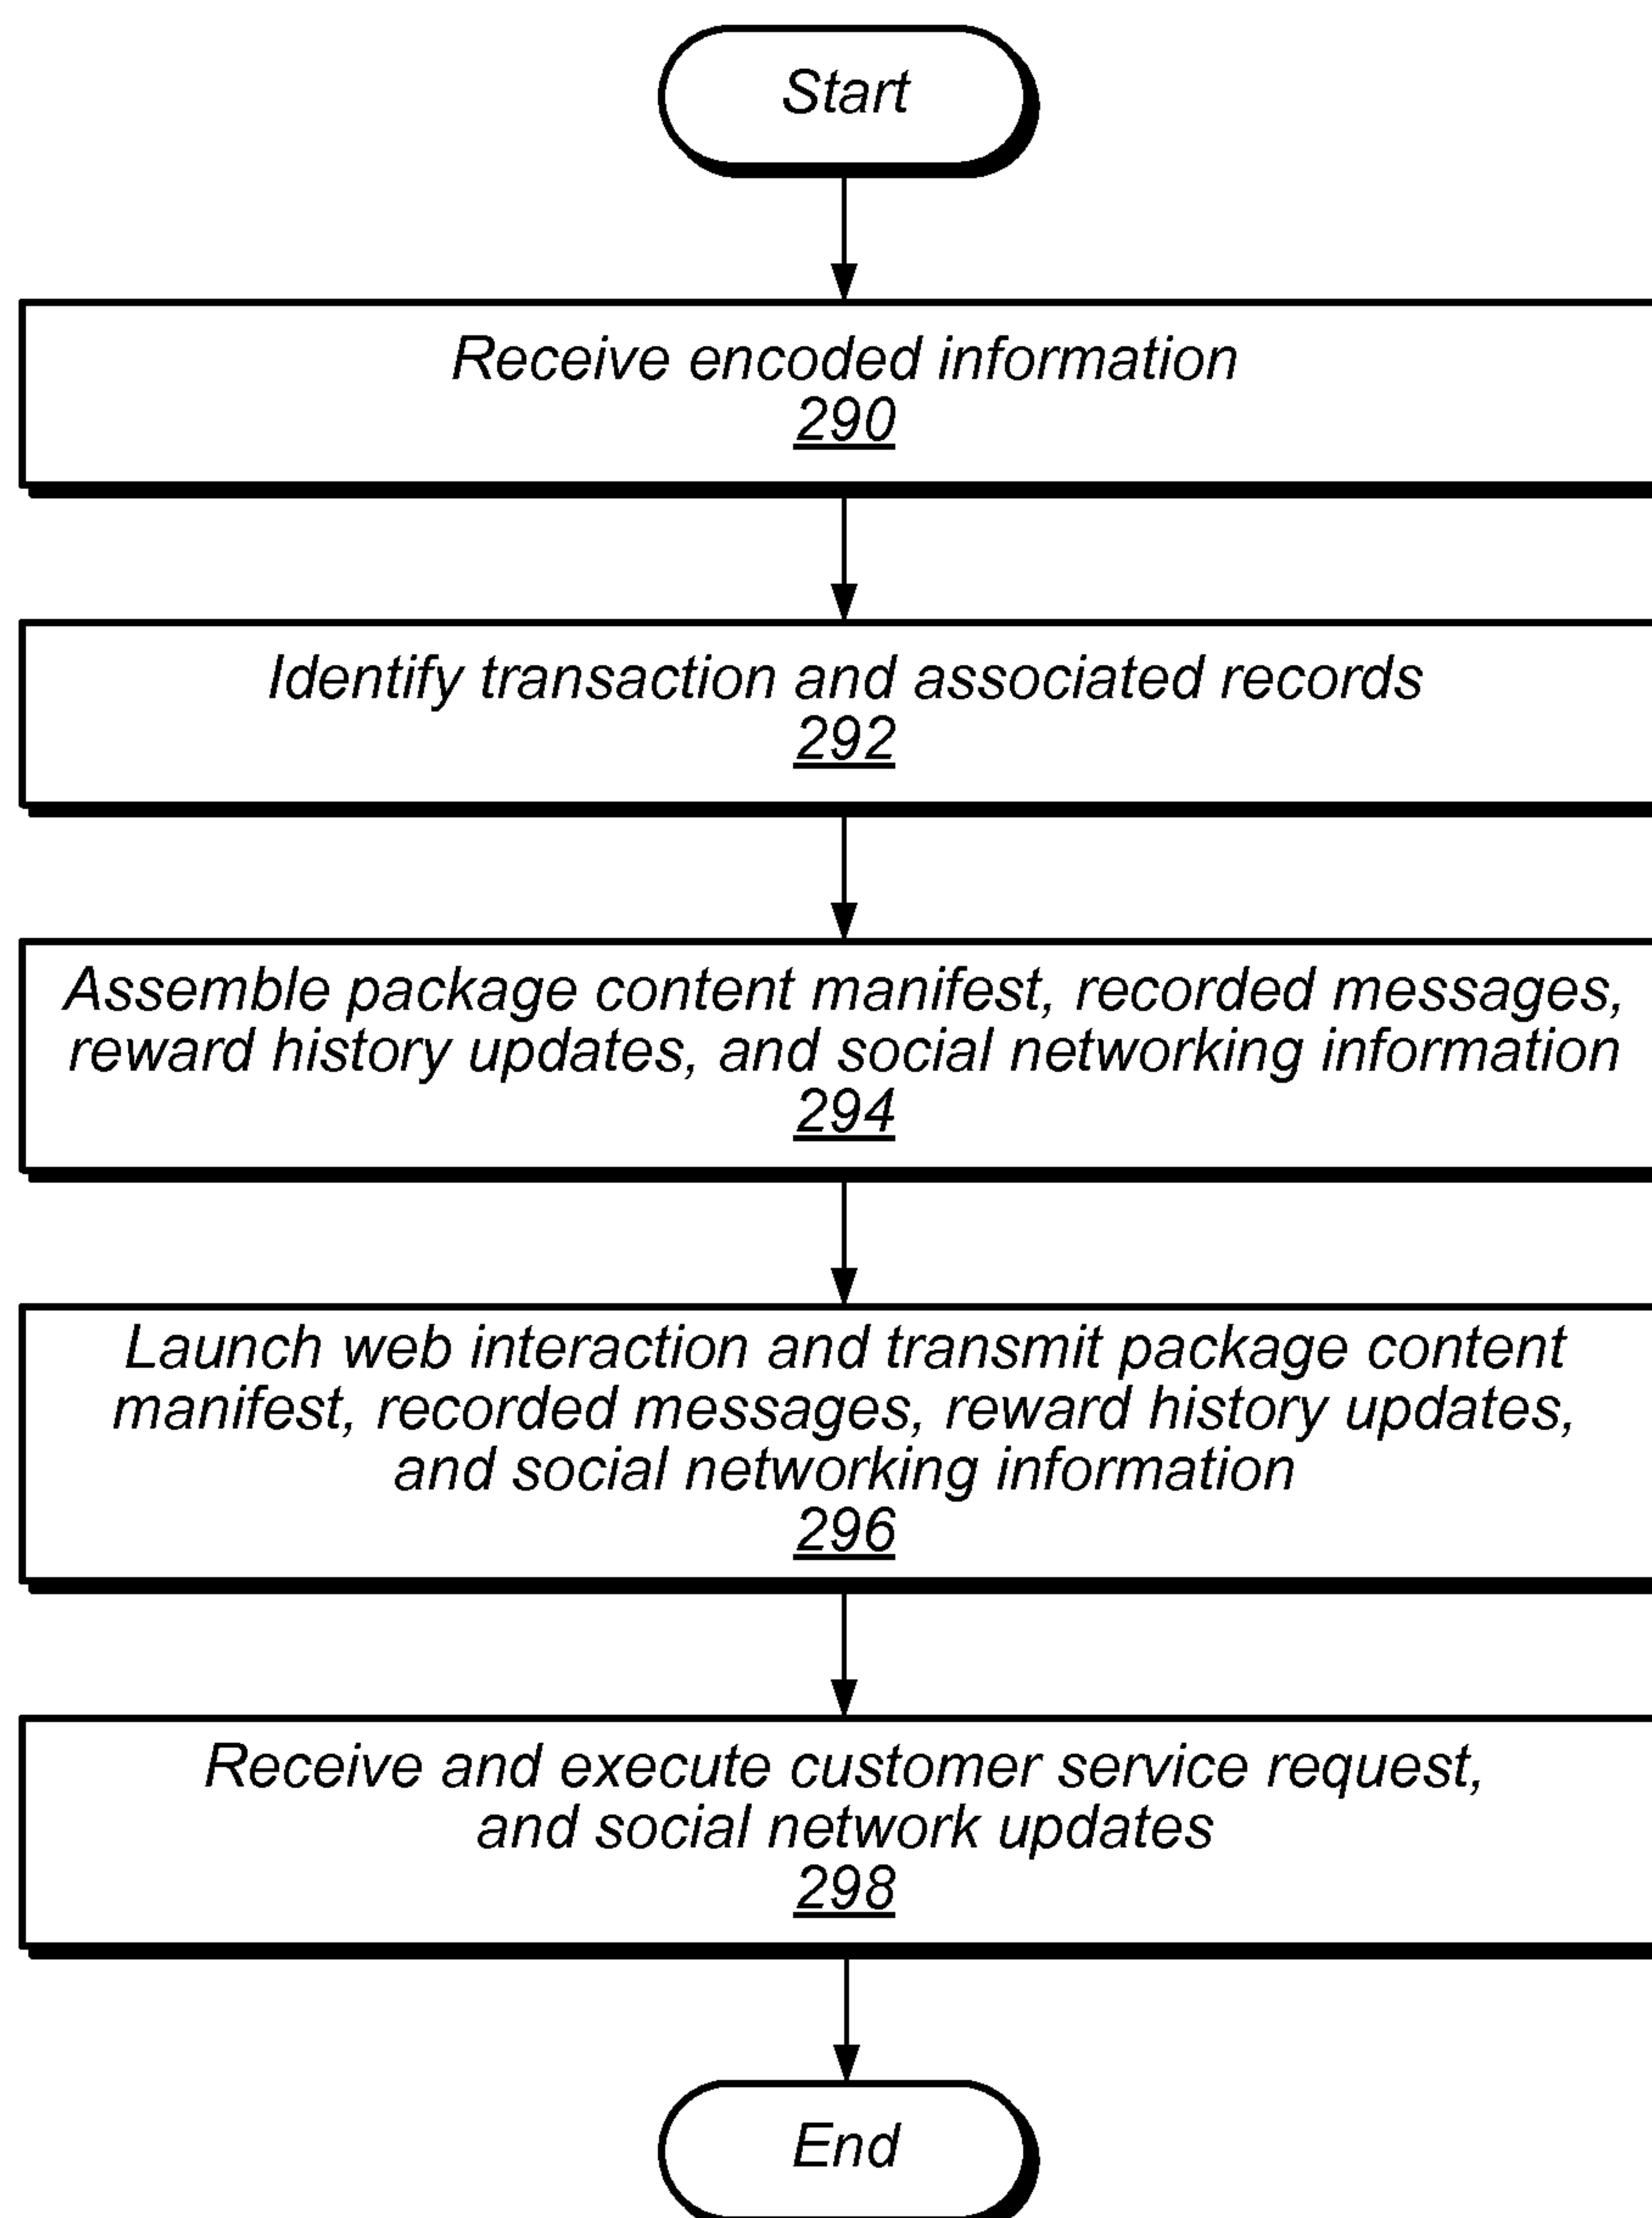 Start
Receive encoded information
290
Identify transaction and associated records
292
Assemble package content manifest, recorded messages,
reward history updates, and social networking information
294
Launch web interaction and transmit package content
manifest, recorded messages, reward history updates,
and social networking information
296
Receive and execute customer service request,
and social network updates
298
End